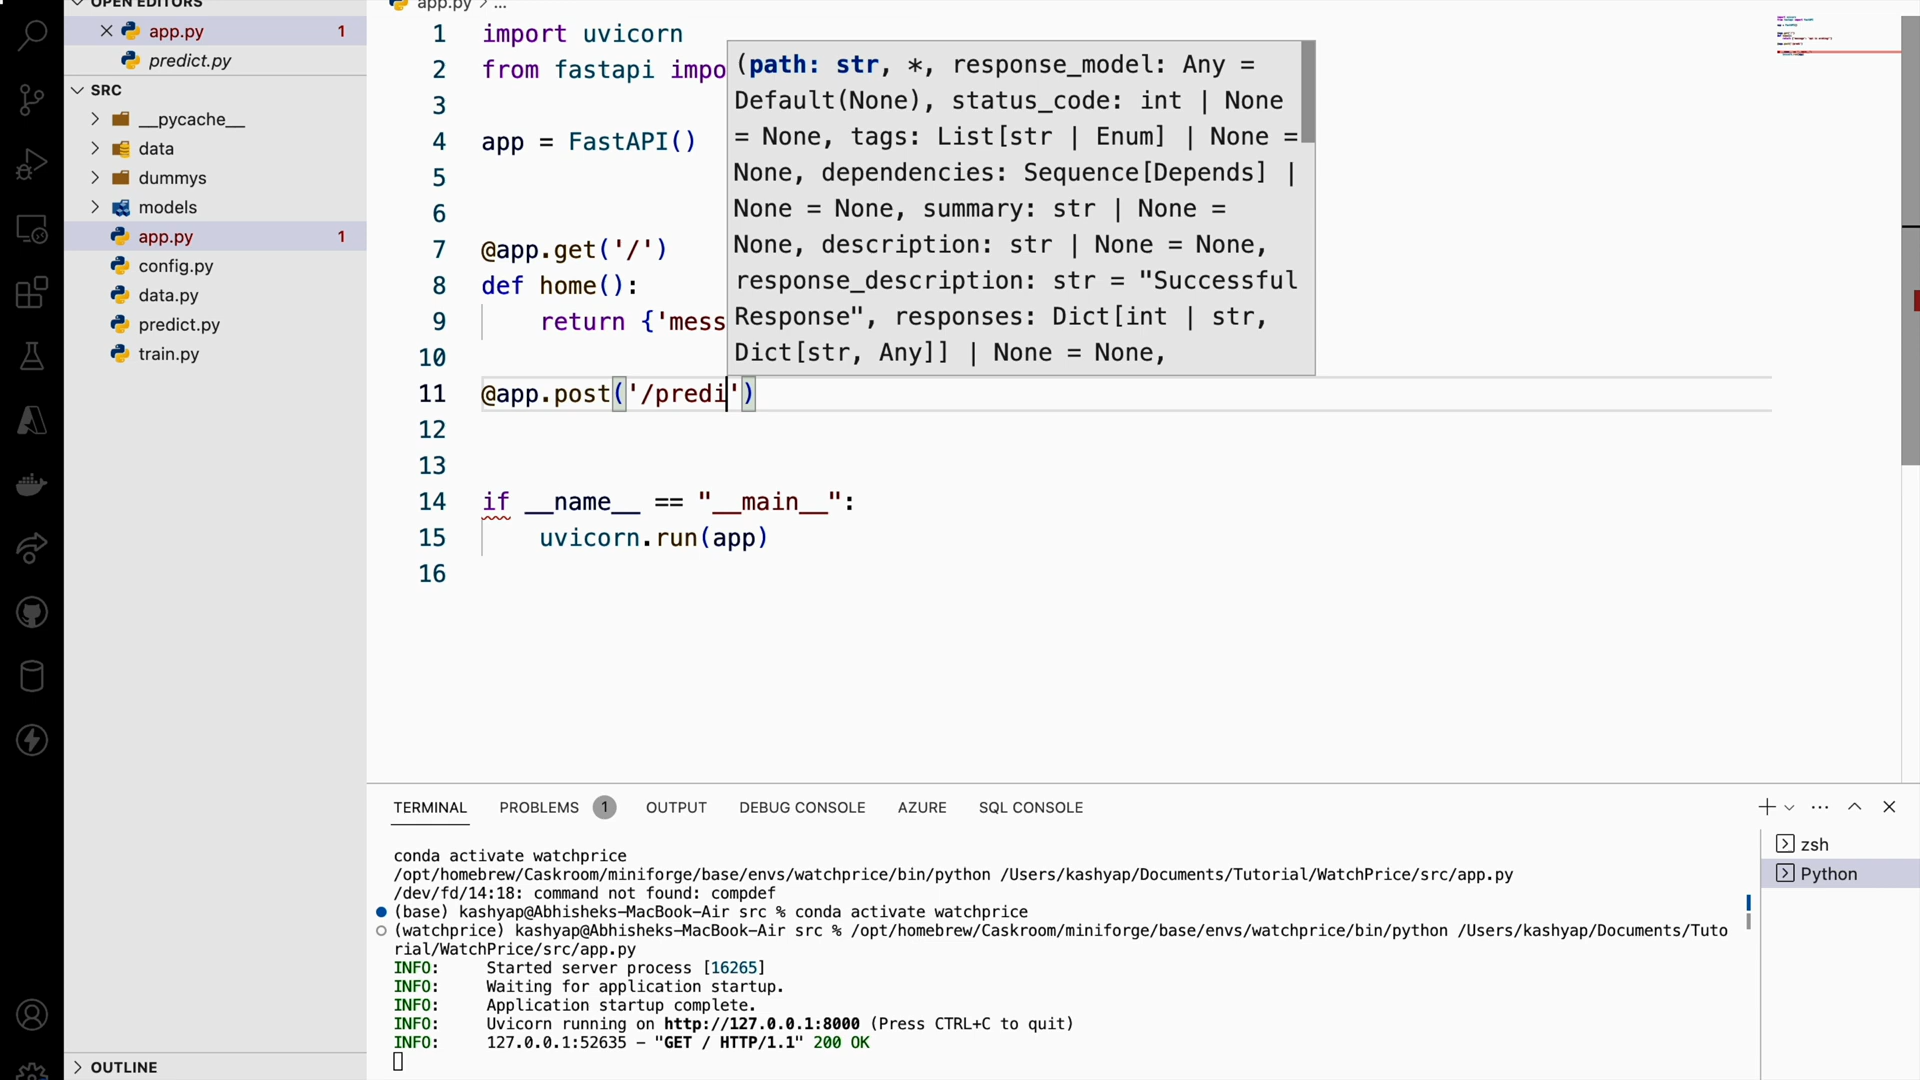 OPEN EDITORS
app.py 1
predict.py
SRC
__pycache__
data
dummys
models
app.py 1
config.py
data.py
predict.py
train.py
OUTLINE
app.py > ...
1 import uvicorn
2 from fastapi impo
3
4 app = FastAPI()
5
6
7 @app.get('/')
8 def home():
9 return {'mess
10
11 @app.post('/predi')
12
13
14 if __name__ == "__main__":
15 uvicorn.run(app)
16
(path: str, *, response_model: Any =
Default(None), status_code: int | None
= None, tags: List[str | Enum] | None =
None, dependencies: Sequence[Depends] |
None = None, summary: str | None =
None, description: str | None = None,
response_description: str = "Successful
Response", responses: Dict[int | str,
Dict[str, Any]] | None = None,
TERMINAL PROBLEMS 1 OUTPUT DEBUG CONSOLE AZURE SQL CONSOLE
conda activate watchprice
/opt/homebrew/Caskroom/miniforge/base/envs/watchprice/bin/python /Users/kashyap/Documents/Tutorial/WatchPrice/src/app.py
/dev/fd/14:18: command not found: compdef
(base) kashyap@Abhisheks-MacBook-Air src % conda activate watchprice
(watchprice) kashyap@Abhisheks-MacBook-Air src % /opt/homebrew/Caskroom/miniforge/base/envs/watchprice/bin/python /Users/kashyap/Documents/Tuto
rial/WatchPrice/src/app.py
INFO: Started server process [16265]
INFO: Waiting for application startup.
INFO: Application startup complete.
INFO: Uvicorn running on http://127.0.0.1:8000 (Press CTRL+C to quit)
INFO: 127.0.0.1:52635 - "GET / HTTP/1.1" 200 OK
zsh
Python